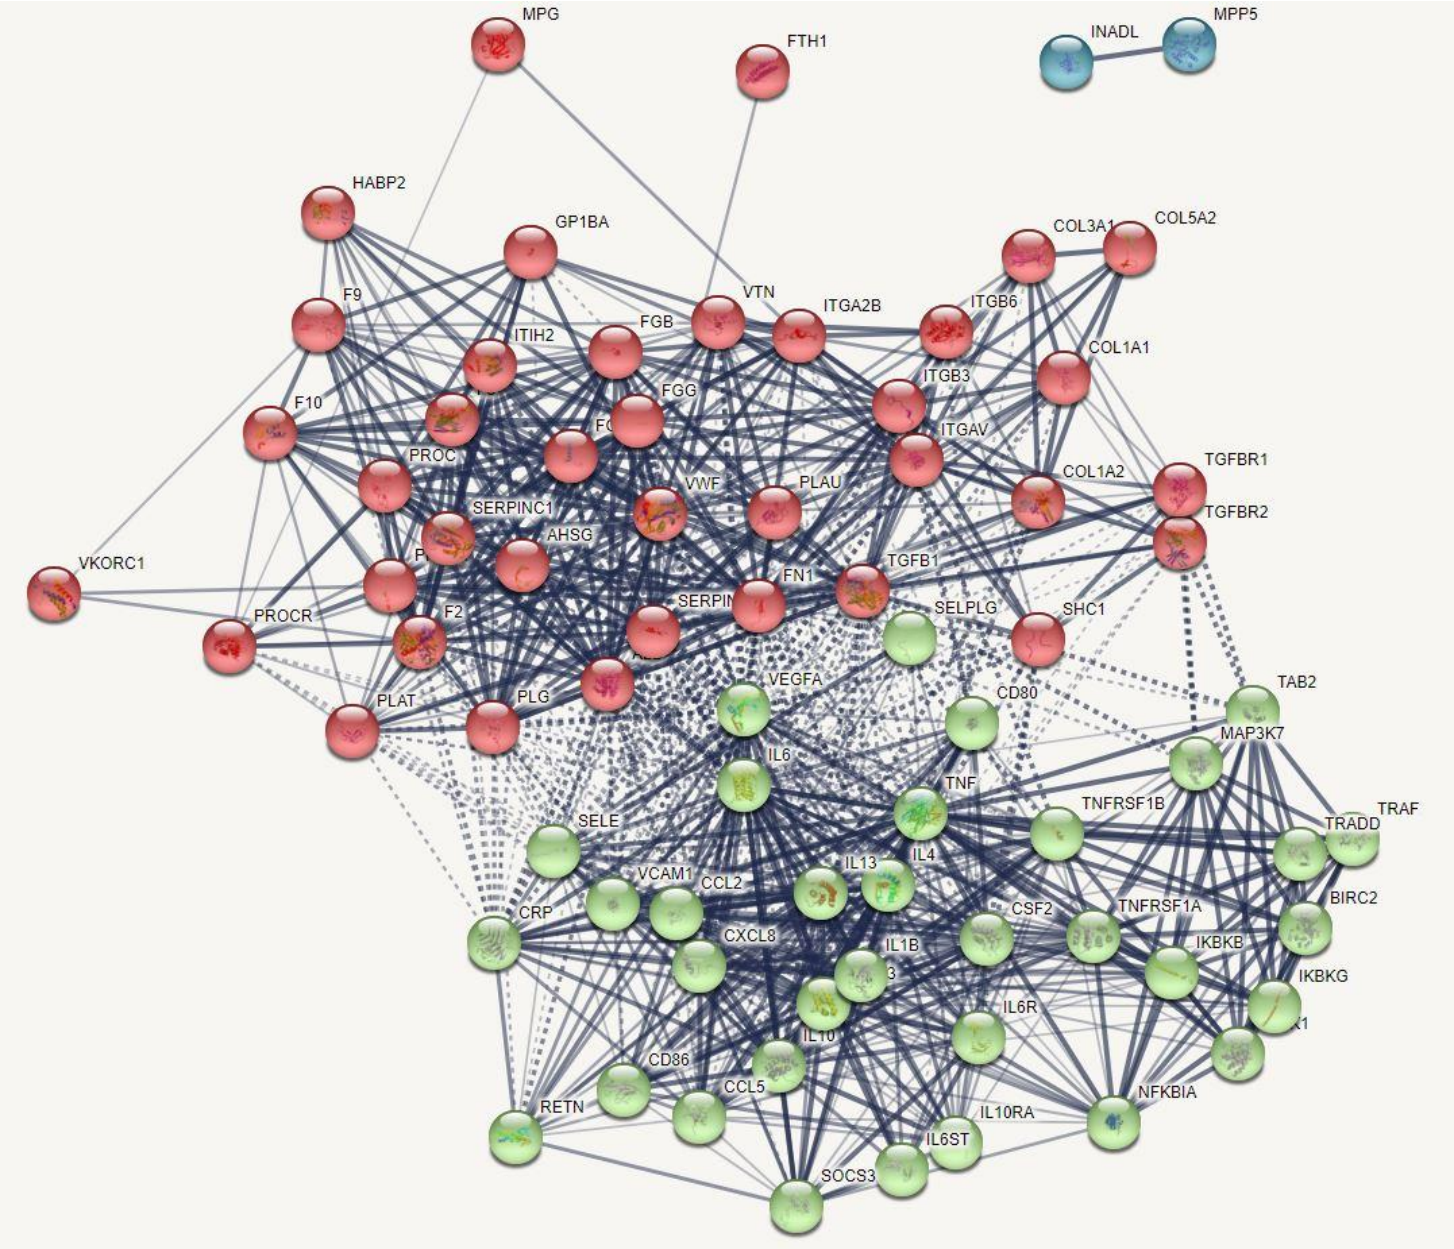 MPG
MPP5
INADL
FTH1
HABP2
GP1BA
COL3A1
COL5A2
F9
VTN
ITGA2B
ITGB6
ITIH2
FGB
COL1A1
ITGB3
FGG
F10
ITGAV
PROC
VWF
PLAU
COL1A2
TGFBR1
SERPINC1
TGFBR2
AHSG
VKORC1
TGFB1
FN1
SERPIN
PROCR
F2
SELPLG
SHC1
VEGFA
PLAT
PLG
CD80
TAB2
MAP3K7
IL6
TNF
TNFRSF1B
TRAF
SELE
TRADD
IL13
IL4
VCAM1
CCL2
BIRC2
CRP
CSF2
TNFRSF1A
CXCL8
IL1B
IKBKB
3
IKBKG
IL6R
IL10
K1
CD86
CCL5
NFKBIA
RETN
IL10RA
IL6ST
SOCS3